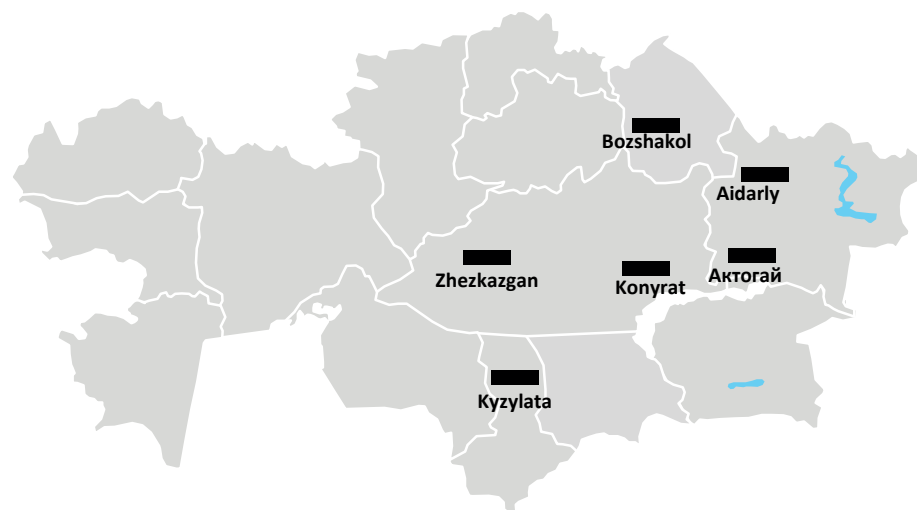 Bozshakol
Aidarly
Zhezkazgan
Konyrat
Актогай
Kyzylata